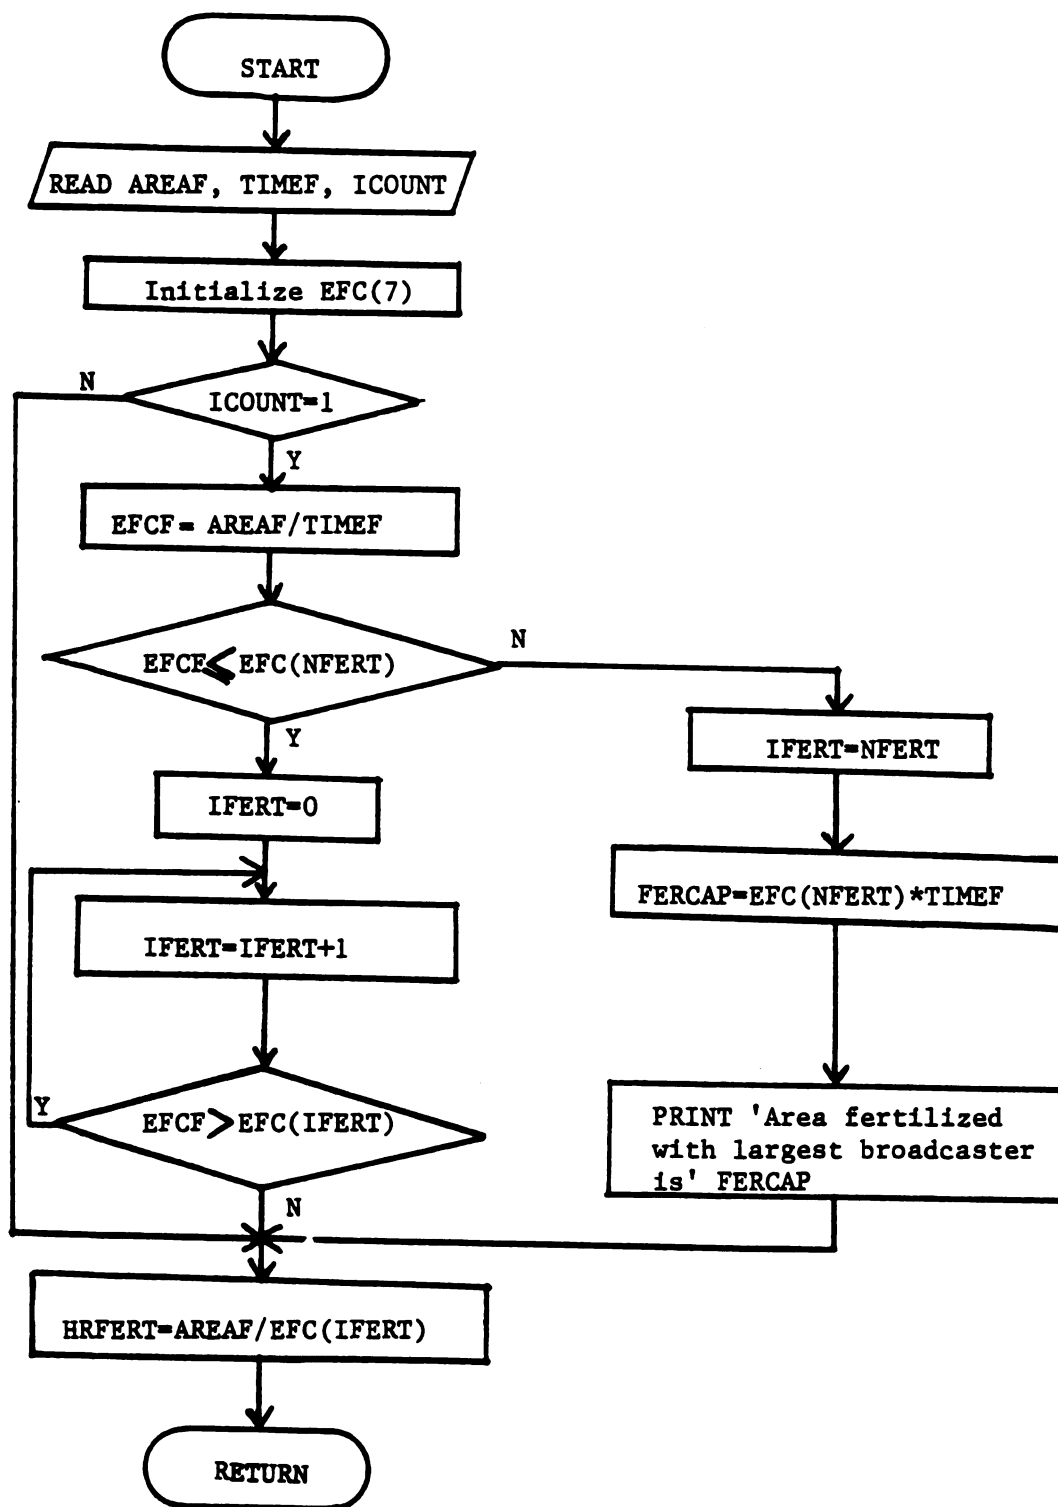 START
READ AREAF, TIMEF, ICOUNT
Initialize EFC(7)
N
ICOUNT=1
Y
EFCF= AREAF/TIMEF
EFCF≤EFC(NFERT)
N
Y
IFERT=NFERT
IFERT=0
FERCAP=EFC(NFERT)*TIMEF
IFERT=IFERT+1
Y
EFCF>EFC(IFERT)
N
PRINT 'Area fertilized
with largest broadcaster
is' FERCAP
HRFERT=AREAF/EFC(IFERT)
RETURN